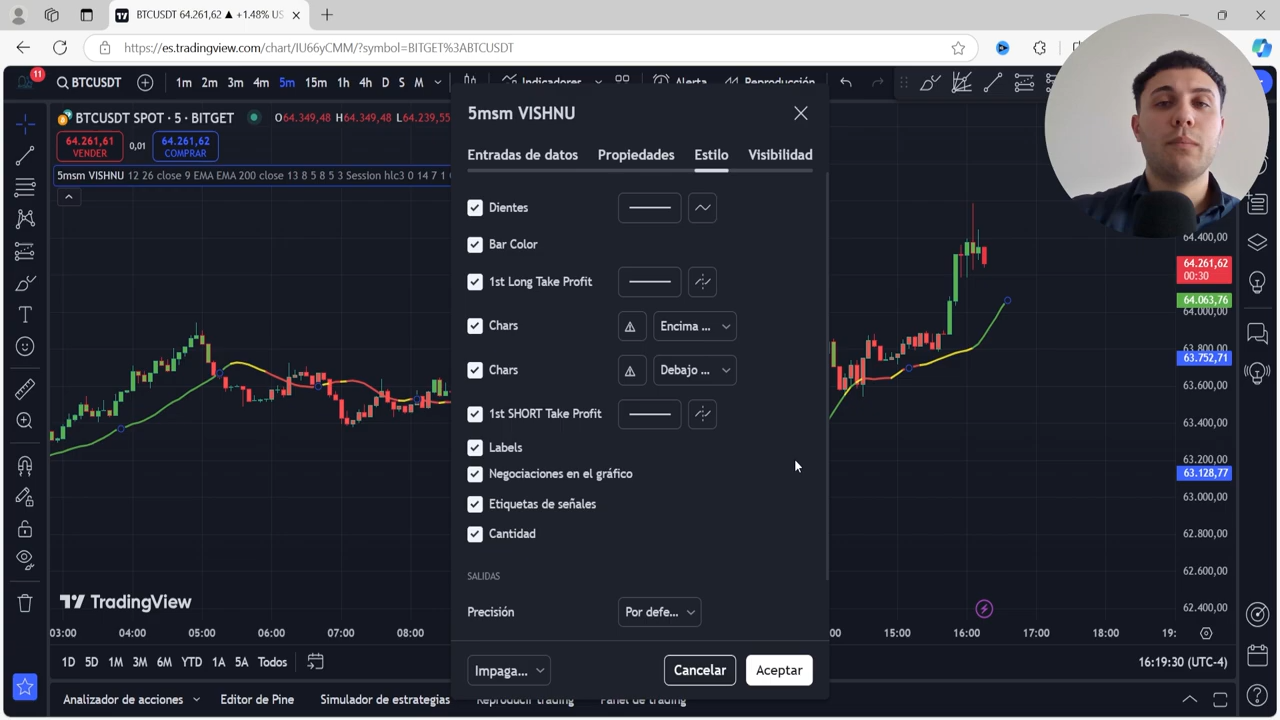 BTCUSDT 64.261,62 ▲ +1.48% US
https://es.tradingview.com/chart/IU66yCMM/?symbol=BITGET%3ABTCUSDT
11
BTCUSDT
1m 2m 3m 4m 5m 15m 1h 4h D S M
Indicadores
Alerta
Reproducción
BTCUSDT SPOT · 5 · BITGET
O64.349,48 H64.349,48 L64.239,55
64.261,61
VENDER
0,01
64.261,62
COMPRAR
5msm VISHNU 12 26 close 9 EMA EMA 200 close 13 8 5 8 5 3 Session hlc3 0 14 7 1
5msm VISHNU
Entradas de datos Propiedades Estilo Visibilidad
Dientes
Bar Color
1st Long Take Profit
Chars Encima ...
Chars Debajo ...
1st SHORT Take Profit
Labels
Negociaciones en el gráfico
Etiquetas de señales
Cantidad
SALIDAS
Precisión Por defe...
Impaga... Cancelar Aceptar
64.400,00
64.261,62
00:30
64.063,76
64.000,00
63.800,00
63.752,71
63.600,00
63.400,00
63.200,00
63.128,77
63.000,00
62.800,00
62.600,00
62.400,00
TradingView
03:00 04:00 05:00 06:00 07:00 08:00 :00 15:00 16:00 17:00 18:00 19:
1D 5D 1M 3M 6M YTD 1A 5A Todos
16:19:30 (UTC-4)
Analizador de acciones Editor de Pine Simulador de estrategias Reproducir trading Panel de trading